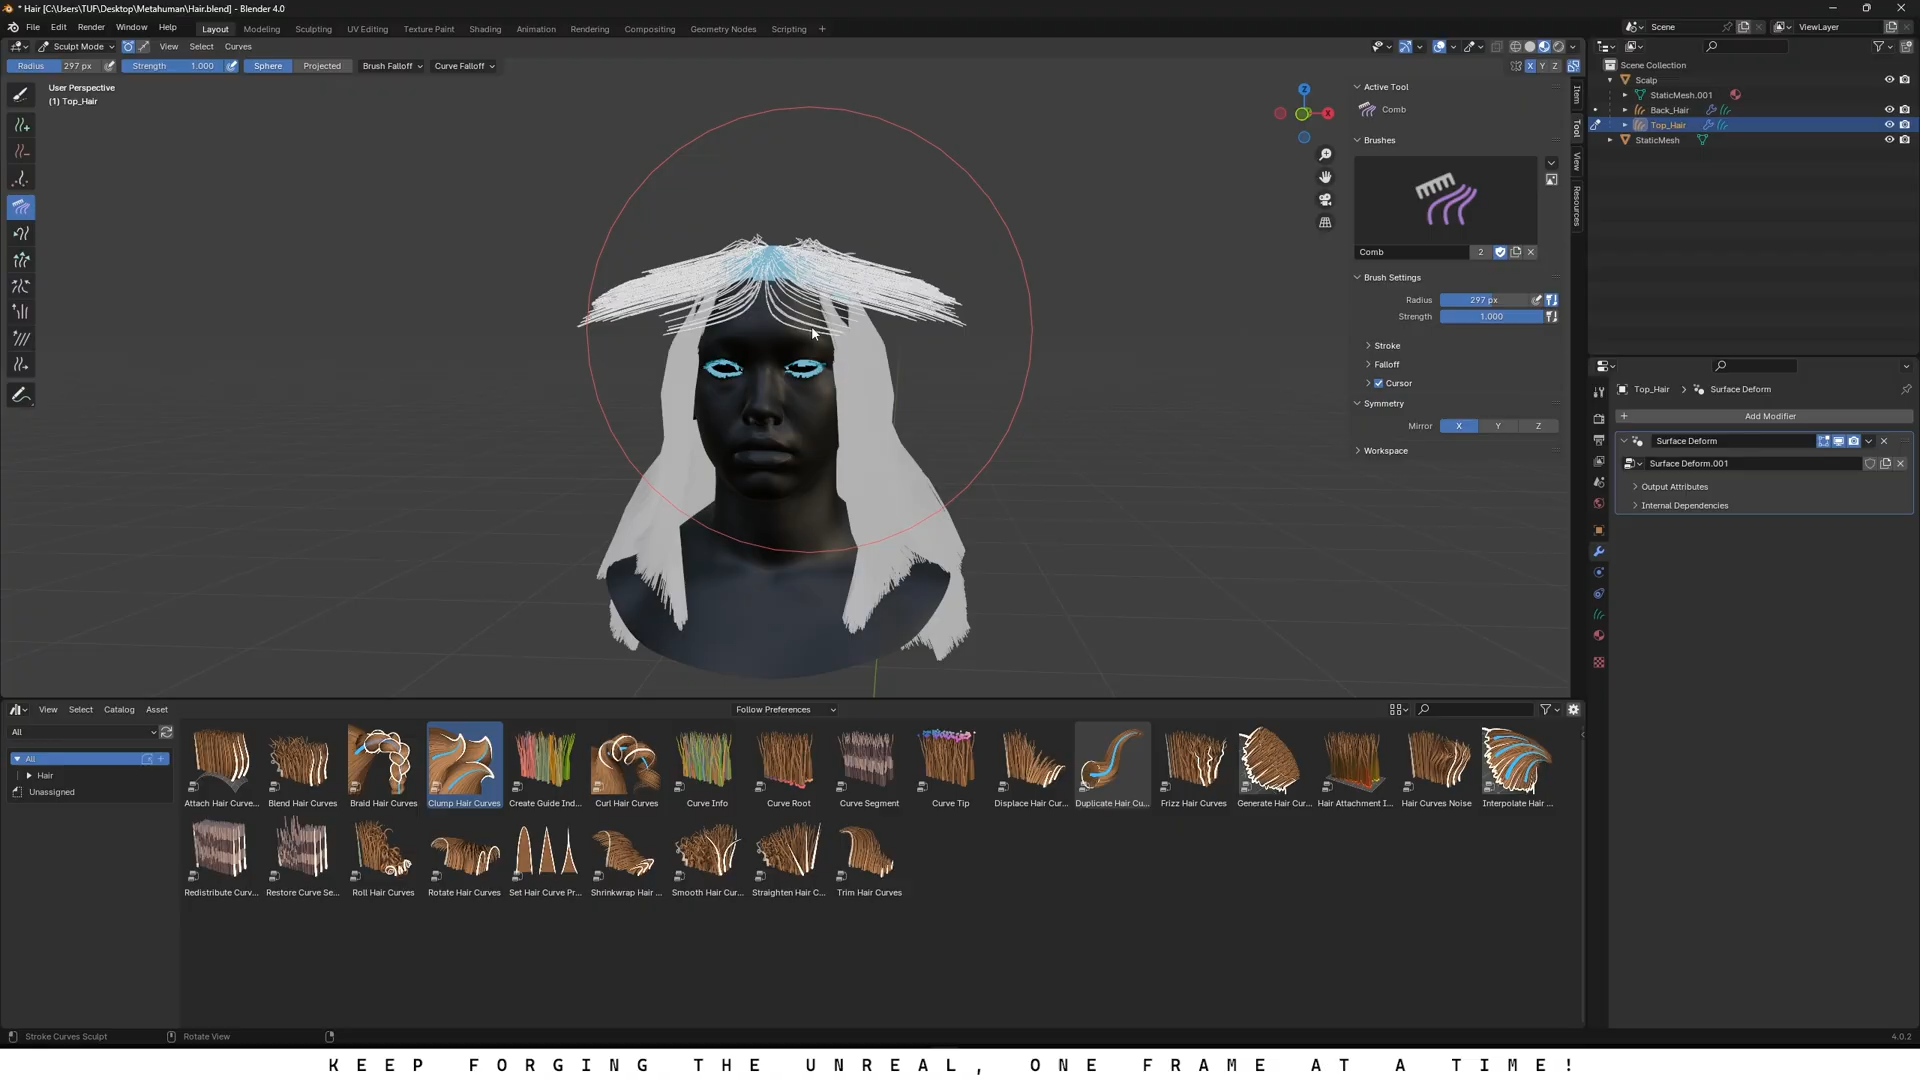 * Hair [C:\Users\TUF\Desktop\Metahuman\Hair.blend] - Blender 4.0
File Edit Render Window Help Layout Modeling Sculpting UV Editing Texture Paint Shading Animation Rendering Compositing Geometry Nodes Scripting + Scene ViewLayer
Sculpt Mode View Select Curves
Radius 297 px Strength 1.000 Sphere Projected Brush Falloff Curve Falloff X Y Z
User Perspective
(1) Top_Hair
Z
X
Active Tool
Comb
Brushes
Comb 2
Brush Settings
Radius 297 px
Strength 1.000
Stroke
Falloff
Cursor
Symmetry
Mirror X Y Z
Workspace
Item
Tool
View
Resources
Scene Collection
Scalp
StaticMesh.001
Back_Hair
Top_Hair
StaticMesh
Top_Hair > Surface Deform
Add Modifier
Surface Deform
Surface Deform.001
Output Attributes
Internal Dependencies
View Select Catalog Asset Follow Preferences
All
All
Hair
Unassigned
Attach Hair Curve... Blend Hair Curves Braid Hair Curves Clump Hair Curves Create Guide Ind... Curl Hair Curves Curve Info Curve Root Curve Segment Curve Tip Displace Hair Cur... Duplicate Hair Cu... Frizz Hair Curves Generate Hair Cur... Hair Attachment I... Hair Curves Noise Interpolate Hair ...
Redistribute Curv... Restore Curve Se... Roll Hair Curves Rotate Hair Curves Set Hair Curve Pr... Shrinkwrap Hair ... Smooth Hair Cur... Straighten Hair C... Trim Hair Curves
Stroke Curves Sculpt Rotate View 4.0.2
KEEP FORGING THE UNREAL, ONE FRAME AT A TIME!